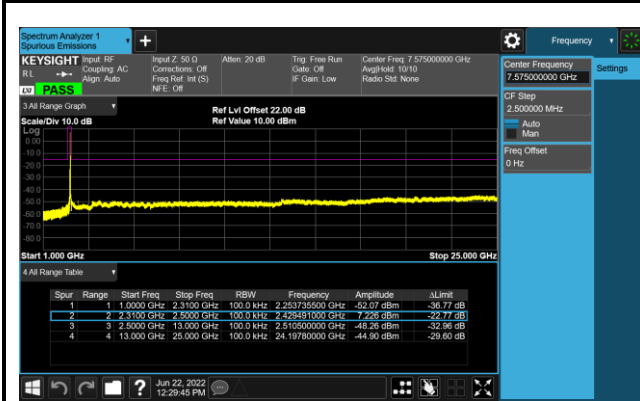 Spectrum Analyzer 1
Spurious Emissions
Frequency
KEYSIGHT Input: RF Input Z: 50 Ω Atten: 20 dB Trig: Free Run Center Freq: 7.575000000 GHz
Coupling: AC Corrections: Off Gate: Off Avg|Hold: 10/10
RL Align: Auto Freq Ref: Int (S) IF Gain: Low Radio Std: None
NFE: Off
LXI PASS
Center Frequency
7.575000000 GHz
Settings
CF Step
2.500000 MHz
Auto
Man
Freq Offset
0 Hz
3 All Range Graph
Ref Lvl Offset 22.00 dB
Scale/Div 10.0 dB Ref Value 10.00 dBm
Log
0.00
-10.0
-20.0
-30.0
-40.0
-50.0
-60.0
-70.0
-80.0
Start 1.000 GHz Stop 25.000 GHz
4 All Range Table
Spur Range Start Freq Stop Freq RBW Frequency Amplitude ΔLimit
1 1 1.0000 GHz 2.3100 GHz 100.0 kHz 2.253735500 GHz -52.07 dBm -36.77 dB
2 2 2.3100 GHz 2.5000 GHz 100.0 kHz 2.429491000 GHz 7.226 dBm -22.77 dB
3 3 2.5000 GHz 13.000 GHz 100.0 kHz 2.510500000 GHz -48.26 dBm -32.96 dB
4 4 13.000 GHz 25.000 GHz 100.0 kHz 24.19780000 GHz -44.90 dBm -29.60 dB
Jun 22, 2022
12:29:45 PM